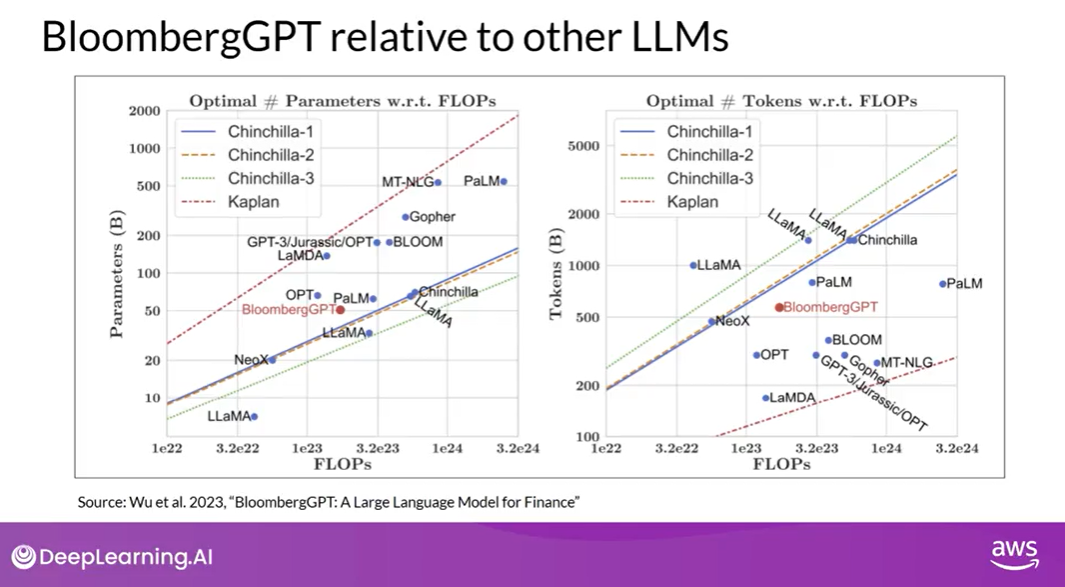 BloombergGPT relative to other LLMs
Optimal # Parameters w.r.t. FLOPs
2000
1000
500
200
100
50
20
10
Parameters (B)
Chinchilla-1
Chinchilla-2
Chinchilla-3
Kaplan
MT-NLG
PaLM
Gopher
GPT-3/Jurassic/OPT
BLOOM
LaMDA
OPT
PaLM
Chinchilla
BloombergGPT
LLaMA
LLaMA
NeoX
LLaMA
1e22
3.2e22
1e23
3.2e23
1e24
3.2e24
FLOPs
Optimal # Tokens w.r.t. FLOPs
5000
2000
1000
500
200
100
Tokens (B)
Chinchilla-1
Chinchilla-2
Chinchilla-3
Kaplan
LLaMA
LLaMA
Chinchilla
LLaMA
PaLM
PaLM
BloombergGPT
NeoX
BLOOM
OPT
Gopher
MT-NLG
GPT-3/Jurassic/OPT
LaMDA
1e22
3.2e22
1e23
3.2e23
1e24
3.2e24
FLOPs
Source: Wu et al. 2023, “BloombergGPT: A Large Language Model for Finance”
DeepLearning.AI
aws